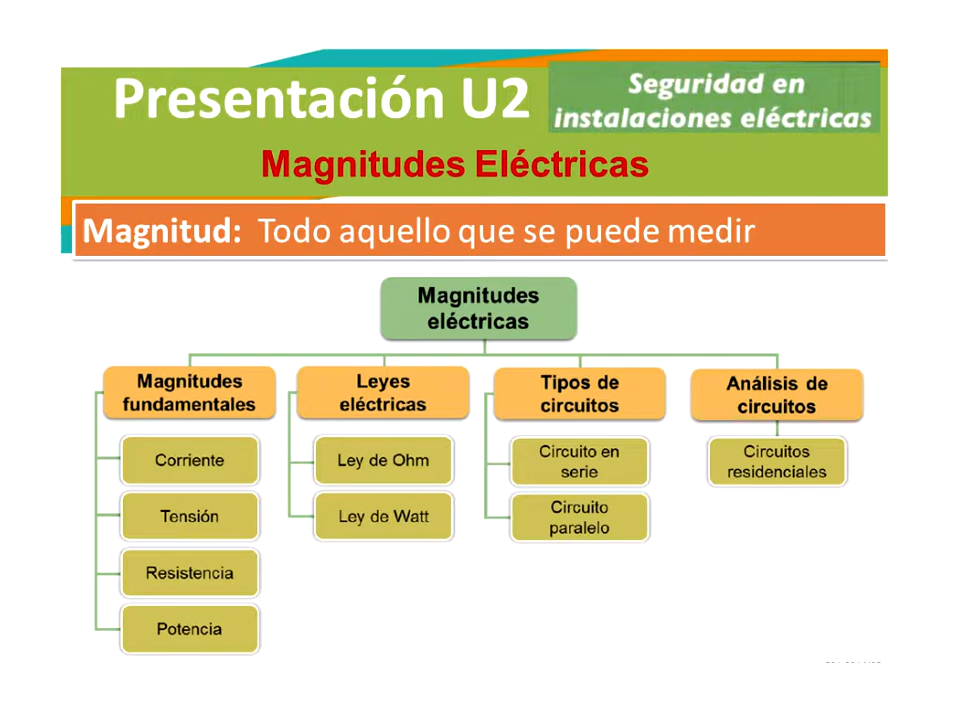 Presentación U2
Seguridad en
instalaciones eléctricas
Magnitudes Eléctricas
Magnitud: Todo aquello que se puede medir
Magnitudes
eléctricas
Magnitudes
fundamentales
Corriente
Tensión
Resistencia
Potencia
Leyes
eléctricas
Ley de Ohm
Ley de Watt
Tipos de
circuitos
Circuito en
serie
Circuito
paralelo
Análisis de
circuitos
Circuitos
residenciales